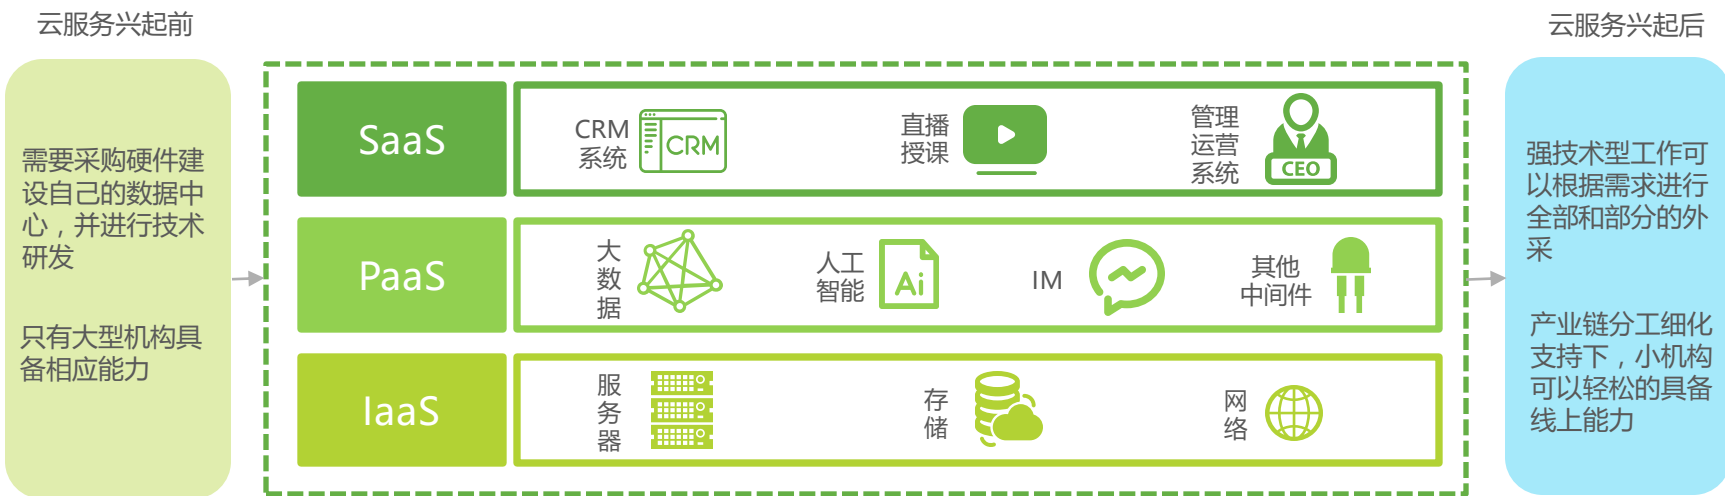 云服务兴起前
云服务兴起后
需要采购硬件建
设自己的数据中
心，并进行技术
研发
只有大型机构具
备相应能力
SaaS
CRM
系统
CRM
直播
授课
管理
运营
系统
CEO
PaaS
大
数
据
人工
智能
Ai
IM
其他
中间件
IaaS
服
务
器
存
储
网
络
强技术型工作可
以根据需求进行
全部和部分的外
采
产业链分工细化
支持下，小机构
可以轻松的具备
线上能力